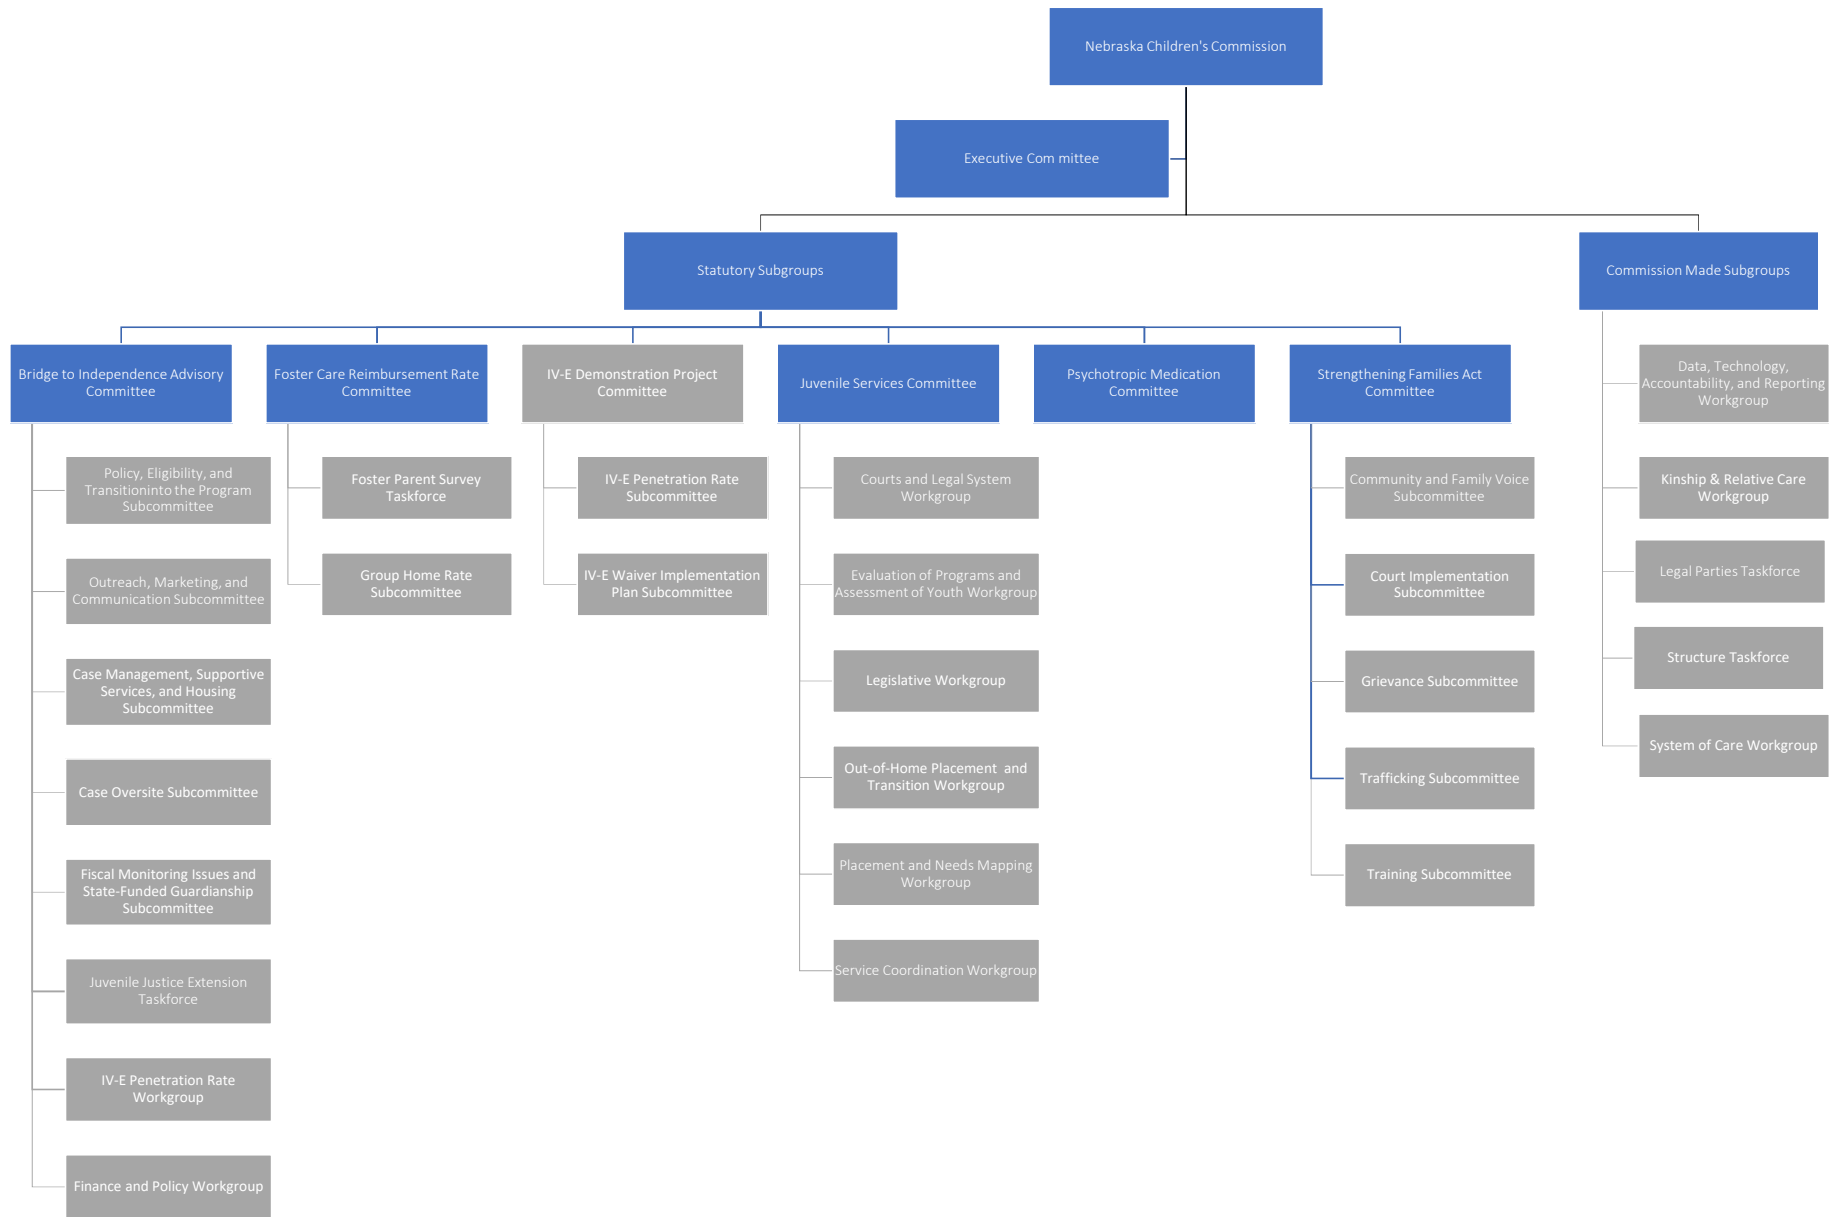 Nebraska Children's Commission
Executive Com mittee
Statutory Subgroups
Commission Made Subgroups
Bridge to Independence Advisory
Committee
Policy, Eligibility, and
Transitioninto the Program
Subcommittee
Outreach, Marketing, and
Communication Subcommittee
Case Management, Supportive
Services, and Housing
Subcommittee
Case Oversite Subcommittee
Fiscal Monitoring Issues and
State-Funded Guardianship
Subcommittee
Juvenile Justice Extension
Taskforce
IV-E Penetration Rate
Workgroup
Finance and Policy Workgroup
Foster Care Reimbursement Rate
Committee
Foster Parent Survey
Taskforce
Group Home Rate
Subcommittee
IV-E Demonstration Project
Committee
IV-E Penetration Rate
Subcommittee
IV-E Waiver Implementation
Plan Subcommittee
Juvenile Services Committee
Courts and Legal System
Workgroup
Evaluation of Programs and
Assessment of Youth Workgroup
Legislative Workgroup
Out-of-Home Placement and
Transition Workgroup
Placement and Needs Mapping
Workgroup
Service Coordination Workgroup
Psychotropic Medication
Committee
Strengthening Families Act
Committee
Community and Family Voice
Subcommittee
Court Implementation
Subcommittee
Grievance Subcommittee
Trafficking Subcommittee
Training Subcommittee
Data, Technology,
Accountability, and Reporting
Workgroup
Kinship & Relative Care
Workgroup
Legal Parties Taskforce
Structure Taskforce
System of Care Workgroup